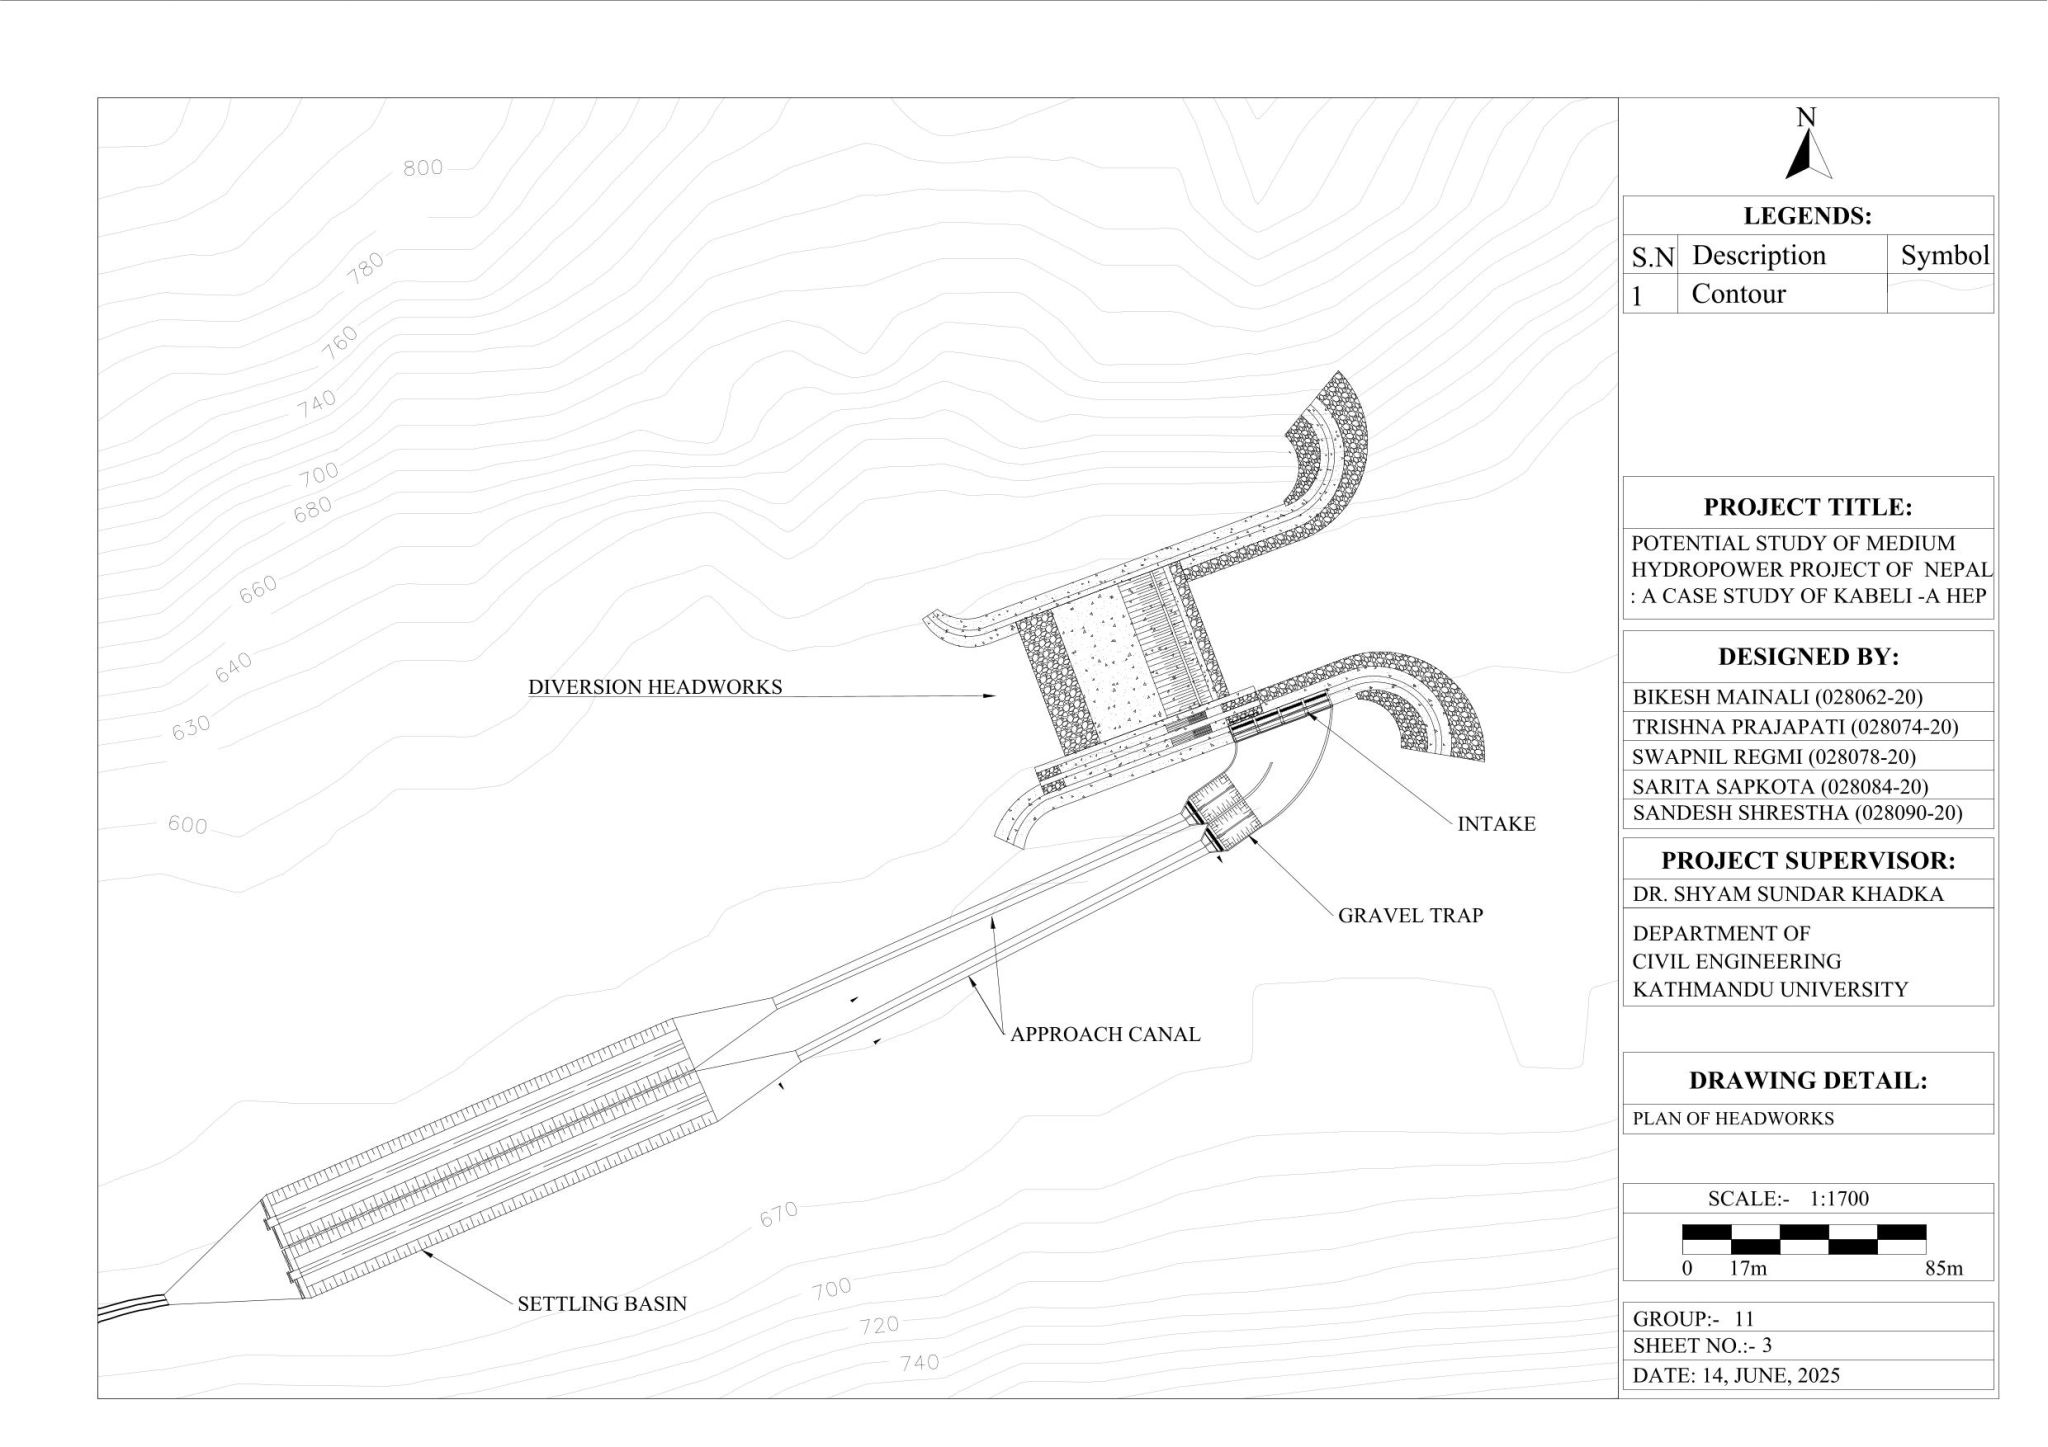 800
780
760
740
700
680
660
640
630
600
DIVERSION HEADWORKS
INTAKE
GRAVEL TRAP
APPROACH CANAL
SETTLING BASIN
670
700
720
740
N
LEGENDS:
S.N Description Symbol
1 Contour
PROJECT TITLE:
POTENTIAL STUDY OF MEDIUM
HYDROPOWER PROJECT OF NEPAL
: A CASE STUDY OF KABELI -A HEP
DESIGNED BY:
BIKESH MAINALI (028062-20)
TRISHNA PRAJAPATI (028074-20)
SWAPNIL REGMI (028078-20)
SARITA SAPKOTA (028084-20)
SANDESH SHRESTHA (028090-20)
PROJECT SUPERVISOR:
DR. SHYAM SUNDAR KHADKA
DEPARTMENT OF
CIVIL ENGINEERING
KATHMANDU UNIVERSITY
DRAWING DETAIL:
PLAN OF HEADWORKS
SCALE:- 1:1700
0 17m 85m
GROUP:- 11
SHEET NO.:- 3
DATE: 14, JUNE, 2025